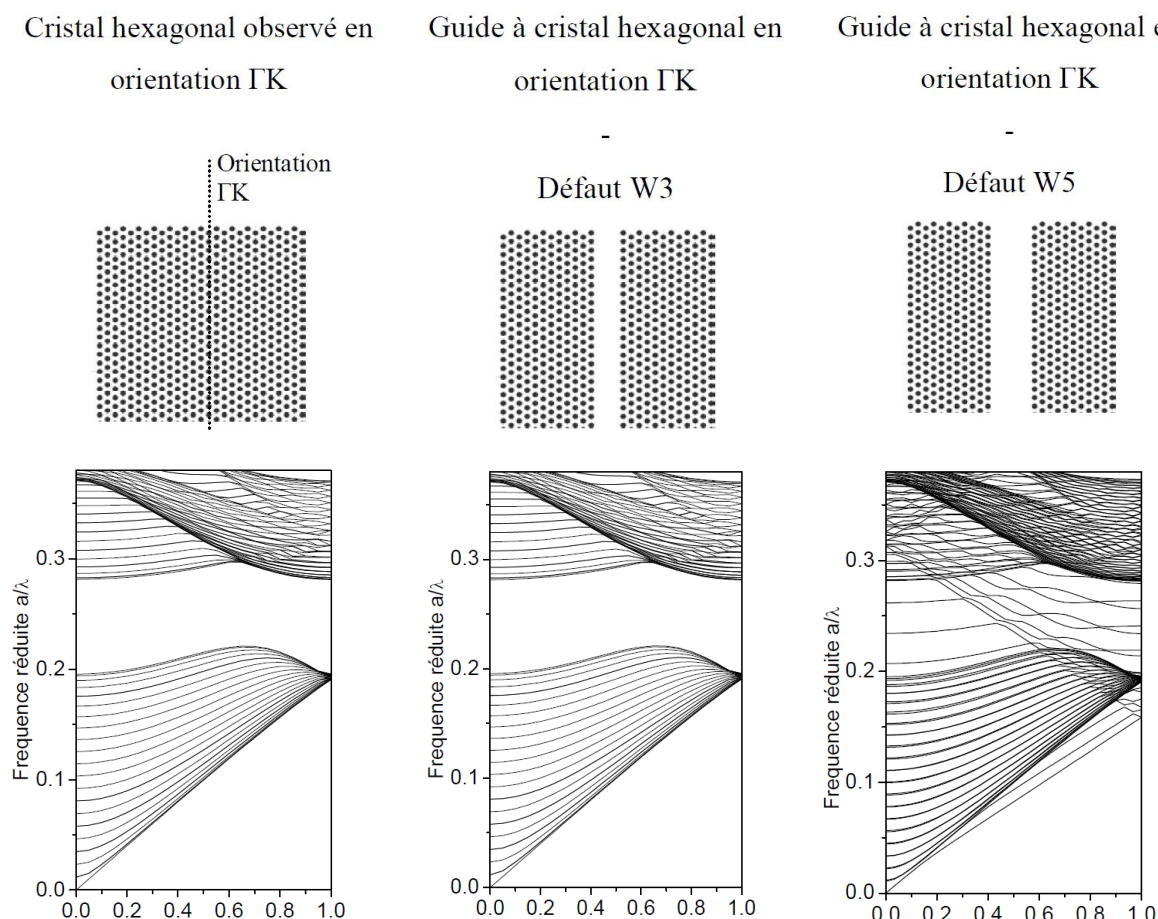 Cristal hexagonal observé en
orientation ΓK
Orientation
ΓK
Guide à cristal hexagonal en
orientation ΓK
-
Défaut W3
Guide à cristal hexagonal e
orientation ΓK
-
Défaut W5
Frequence réduite a/λ
0.3
0.2
0.1
0.0
0.0 0.2 0.4 0.6 0.8 1.0
Frequence réduite a/λ
0.3
0.2
0.1
0.0
0.0 0.2 0.4 0.6 0.8 1.0
Frequence réduite a/λ
0.3
0.2
0.1
0.0
0.0 0.2 0.4 0.6 0.8 1.0